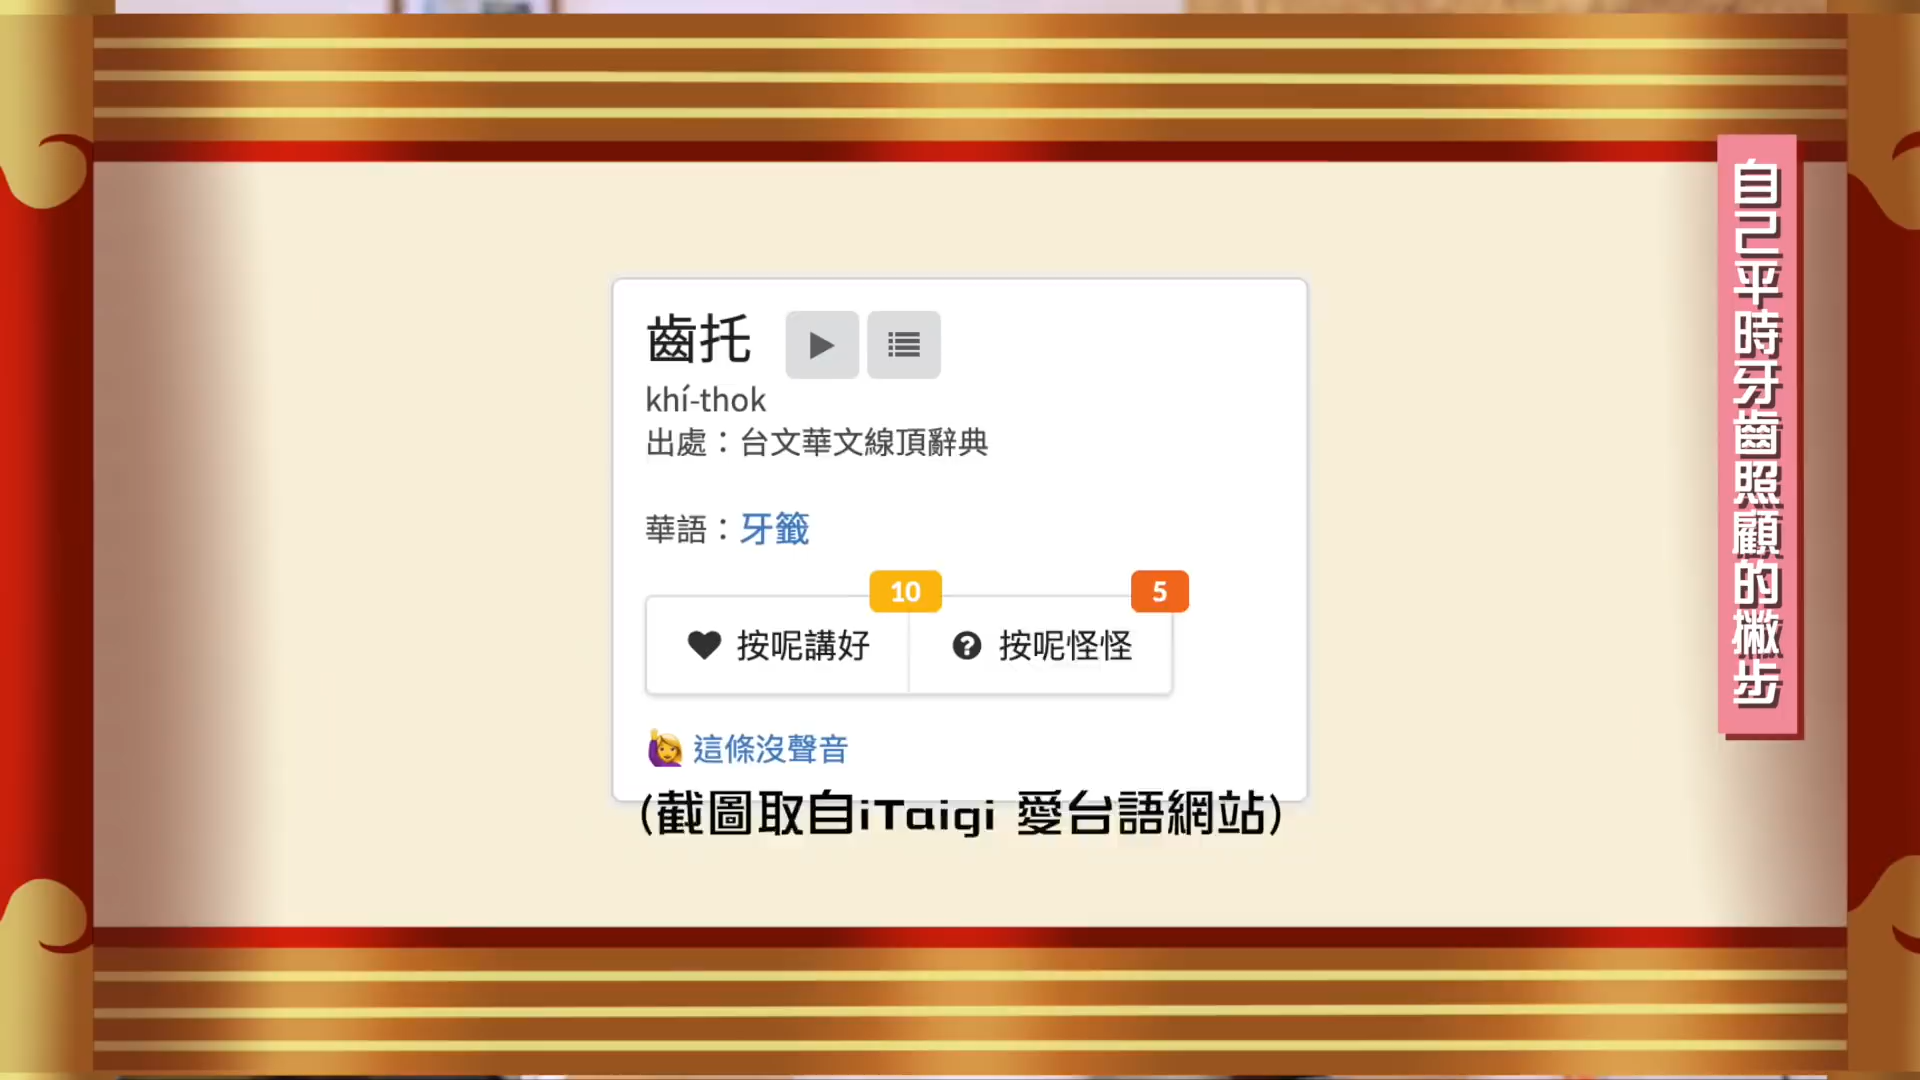 齒托
khí-thok
出處：台文華文線頂辭典
華語：牙籤
10
5
按呢講好
按呢怪怪
這條沒聲音
(截圖取自iTaigi 愛台語網站)
自己平時牙齒照顧的撇步